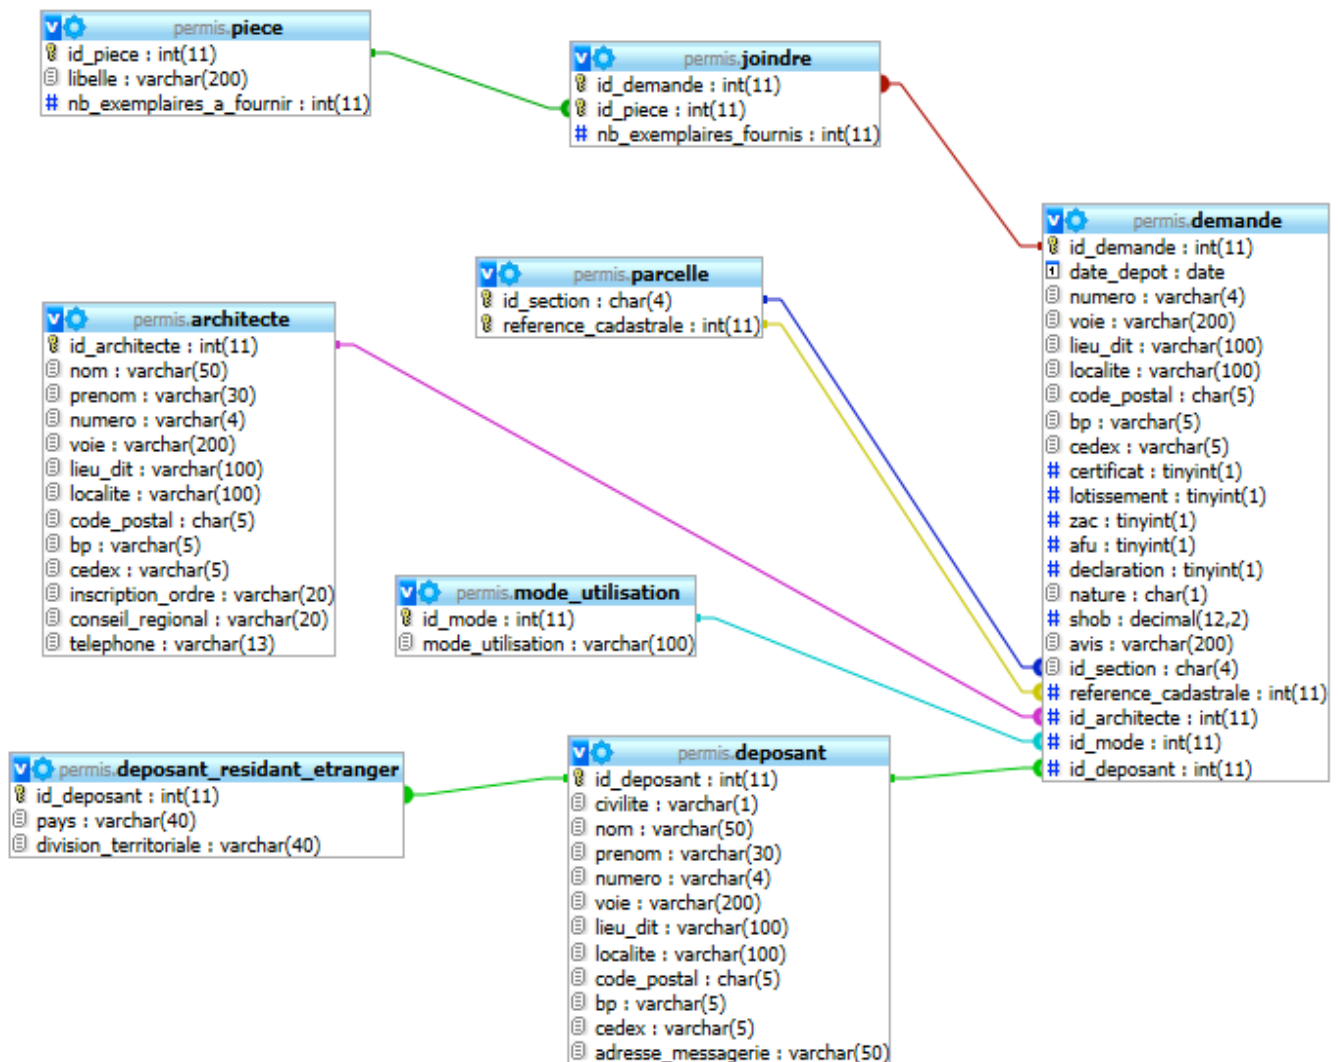 permis.piece
id_piece : int(11)
libelle : varchar(200)
# nb_exemplaires_a_fournir : int(11)
permis.joindre
id_demande : int(11)
id_piece : int(11)
# nb_exemplaires_fournis : int(11)
permis.demande
id_demande : int(11)
date_depot : date
numero : varchar(4)
voie : varchar(200)
lieu_dit : varchar(100)
localite : varchar(100)
code_postal : char(5)
bp : varchar(5)
cedex : varchar(5)
# certificat : tinyint(1)
# lotissement : tinyint(1)
# zac : tinyint(1)
# afu : tinyint(1)
# declaration : tinyint(1)
nature : char(1)
# shob : decimal(12,2)
avis : varchar(200)
id_section : char(4)
# reference_cadastrale : int(11)
# id_architecte : int(11)
# id_mode : int(11)
# id_deposant : int(11)
permis.parcelle
id_section : char(4)
reference_cadastrale : int(11)
permis.architecte
id_architecte : int(11)
nom : varchar(50)
prenom : varchar(30)
numero : varchar(4)
voie : varchar(200)
lieu_dit : varchar(100)
localite : varchar(100)
code_postal : char(5)
bp : varchar(5)
cedex : varchar(5)
inscription_ordre : varchar(20)
conseil_regional : varchar(20)
telephone : varchar(13)
permis.mode_utilisation
id_mode : int(11)
mode_utilisation : varchar(100)
permis.deposant_residant_etranger
id_deposant : int(11)
pays : varchar(40)
division_territoriale : varchar(40)
permis.deposant
id_deposant : int(11)
civilite : varchar(1)
nom : varchar(50)
prenom : varchar(30)
numero : varchar(4)
voie : varchar(200)
lieu_dit : varchar(100)
localite : varchar(100)
code_postal : char(5)
bp : varchar(5)
cedex : varchar(5)
adresse_messagerie : varchar(50)